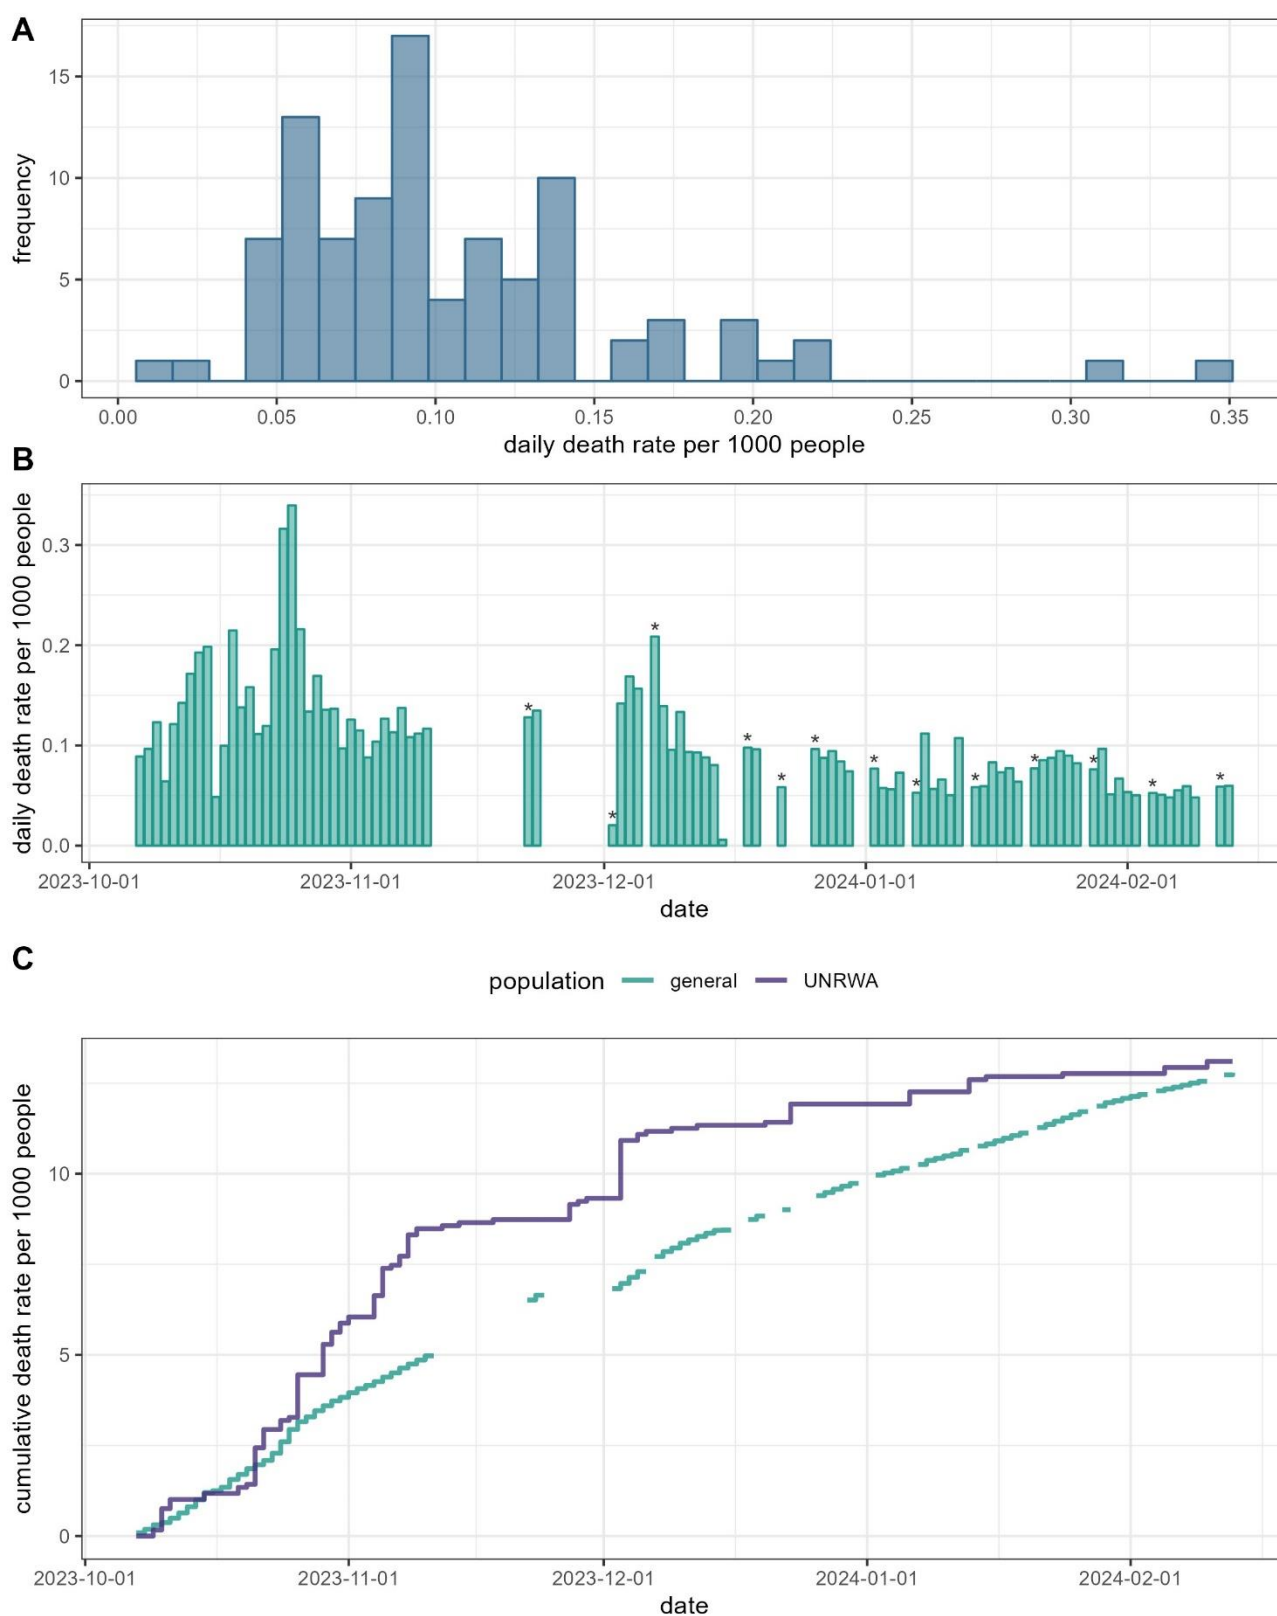 A
15
10
5
0
frequency
0.00 0.05 0.10 0.15 0.20 0.25 0.30 0.35
daily death rate per 1000 people
B
0.3
0.2
0.1
0.0
daily death rate per 1000 people
* * * * * * * * * * * * *
2023-10-01 2023-11-01 2023-12-01 2024-01-01 2024-02-01
date
C
population general UNRWA
10
5
0
cumulative death rate per 1000 people
2023-10-01 2023-11-01 2023-12-01 2024-01-01 2024-02-01
date